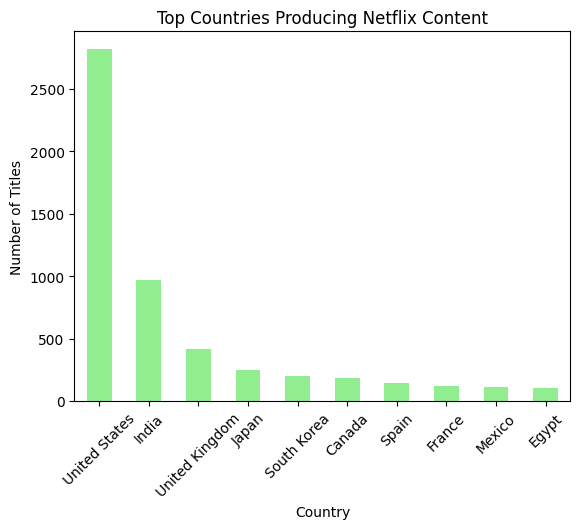 Top Countries Producing Netflix Content
Number of Titles
2500
2000
1500
1000
500
0
United States
India
United Kingdom
Japan
South Korea
Canada
Spain
France
Mexico
Egypt
Country